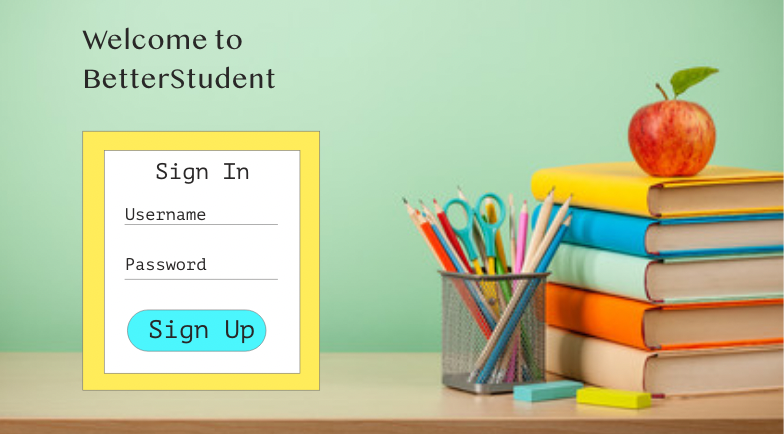 Welcome to
BetterStudent
Sign In
Username
Password
Sign Up